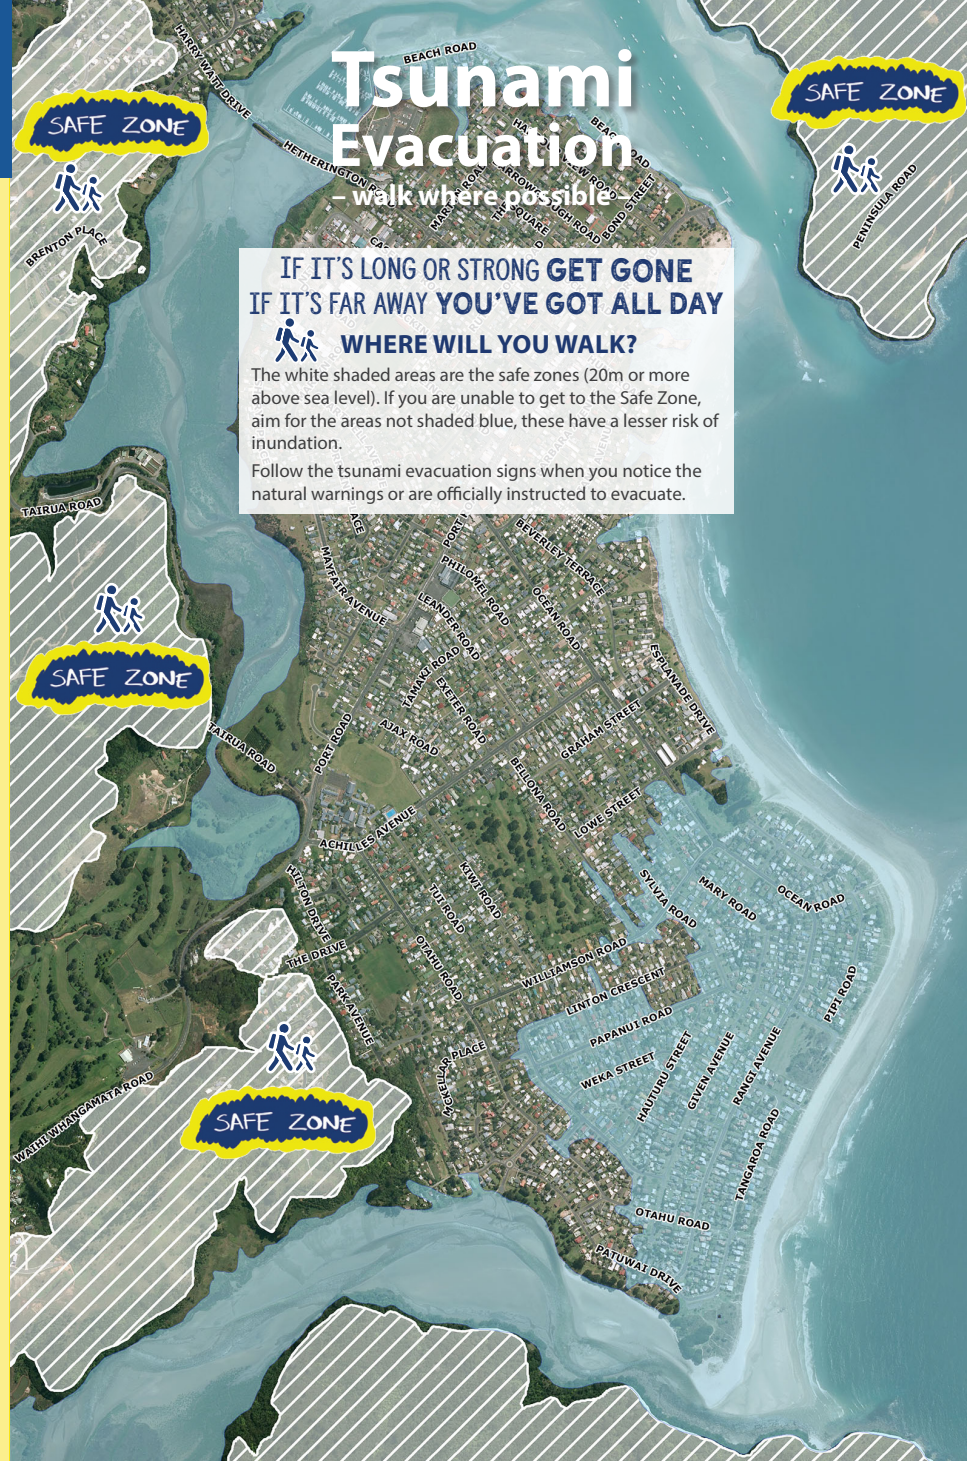 Tsunami
Evacuation
– walk where possible –
IF IT'S LONG OR STRONG GET GONE
IF IT'S FAR AWAY YOU'VE GOT ALL DAY
WHERE WILL YOU WALK?
The white shaded areas are the safe zones (20m or more
above sea level). If you are unable to get to the Safe Zone,
aim for the areas not shaded blue, these have a lesser risk of
inundation.
Follow the tsunami evacuation signs when you notice the
natural warnings or are officially instructed to evacuate.
BEACH ROAD
HARRY WATT DRIVE
SAFE ZONE
SAFE ZONE
HETHERINGTON
BEACH ROAD
BOND STREET
PENINSULA ROAD
BRENTON PLACE
TAIRUA ROAD
MAYFAIR AVENUE
BEVERLEY TERRACE
PHILOMEL ROAD
LEANDER ROAD
OCEAN ROAD
TAMAKI ROAD
EXETER ROAD
ESPLANADE DRIVE
SAFE ZONE
TAIRUA ROAD
PORT ROAD
AJAX ROAD
GRAHAM STREET
BELLONA ROAD
LOWE STREET
ACHILLES AVENUE
HILTON DRIVE
KIWI ROAD
TUI ROAD
SYLVIA ROAD
MARY ROAD
OCEAN ROAD
THE DRIVE
OTAHU ROAD
WILLIAMSON ROAD
LINTON CRESCENT
PARK AVENUE
PAPANUI ROAD
PIPI ROAD
MCKELLAR PLACE
WEKA STREET
HAUTURU STREET
GIVEN AVENUE
RANGI AVENUE
WAIHI WHANGAMATA ROAD
SAFE ZONE
TANGAROA ROAD
OTAHU ROAD
PATUWAI DRIVE